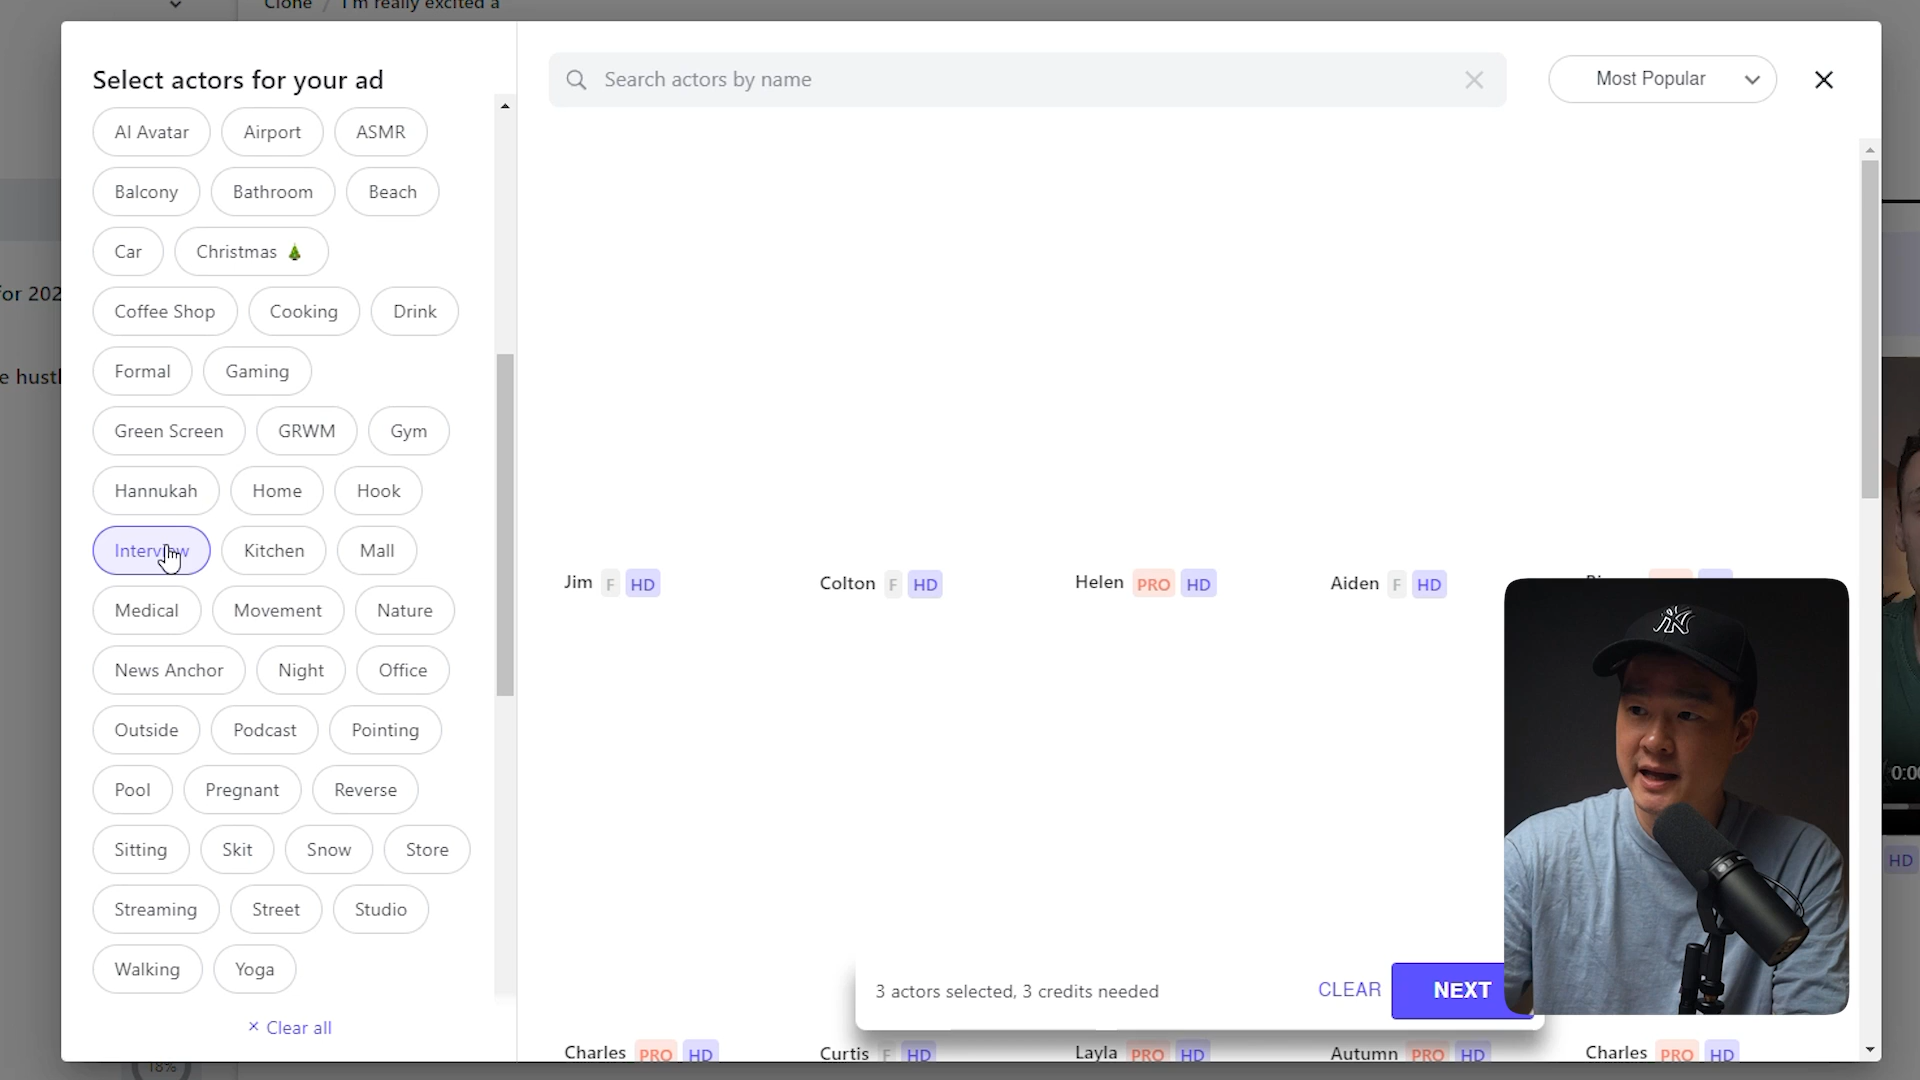 Clone / I'm really excited a
Select actors for your ad
Search actors by name
Most Popular
AI Avatar Airport ASMR
Balcony Bathroom Beach
Car Christmas 🎄
Coffee Shop Cooking Drink
Formal Gaming
Green Screen GRWM Gym
Hannukah Home Hook
Interview Kitchen Mall
Medical Movement Nature
News Anchor Night Office
Outside Podcast Pointing
Pool Pregnant Reverse
Sitting Skit Snow Store
Streaming Street Studio
Walking Yoga
× Clear all
for 202
e hustl
18%
Jim F HD
Colton F HD
Helen PRO HD
Aiden F HD
3 actors selected, 3 credits needed
CLEAR NEXT
Charles PRO HD
Curtis F HD
Layla PRO HD
Autumn PRO HD
Charles PRO HD
0:00
HD